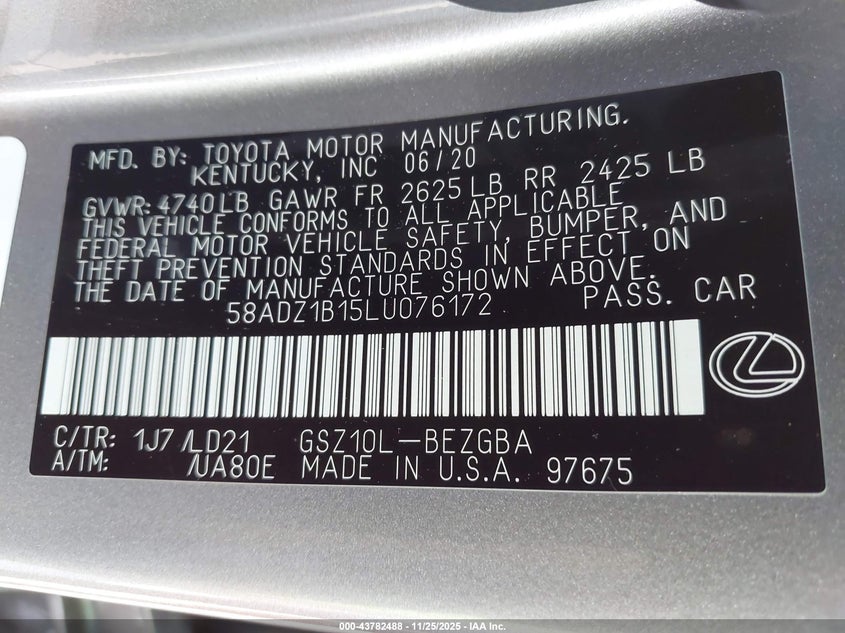 MFD. BY: TOYOTA MOTOR MANUFACTURING.
KENTUCKY, INC 06/20
GVWR: 4740LB GAWR FR 2625LB RR 2425 LB
THIS VEHICLE CONFORMS TO ALL APPLICABLE
FEDERAL MOTOR VEHICLE SAFETY, BUMPER, AND
THEFT PREVENTION STANDARDS IN EFFECT ON
THE DATE OF MANUFACTURE SHOWN ABOVE.
58ADZ1B15LU076172 PASS. CAR
C/TR: 1J7 /LD21 GSZ10L-BEZGBA
A/TM: /UA80E MADE IN U.S.A. 97675
000-43782488 - 11/25/2025 - IAA Inc.